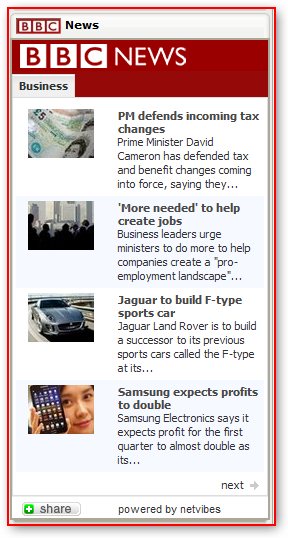 BBC News
BBC NEWS
Business
PM defends incoming tax
changes
Prime Minister David
Cameron has defended tax
and benefit changes coming
into force, saying they...
'More needed' to help
create jobs
Business leaders urge
ministers to do more to help
companies create a "pro-
employment landscape"...
Jaguar to build F-type
sports car
Jaguar Land Rover is to build
a successor to its previous
sports cars called the F-type
at its...
Samsung expects profits
to double
Samsung Electronics says it
expects profit for the first
quarter to almost double as
its...
next
share
powered by netvibes